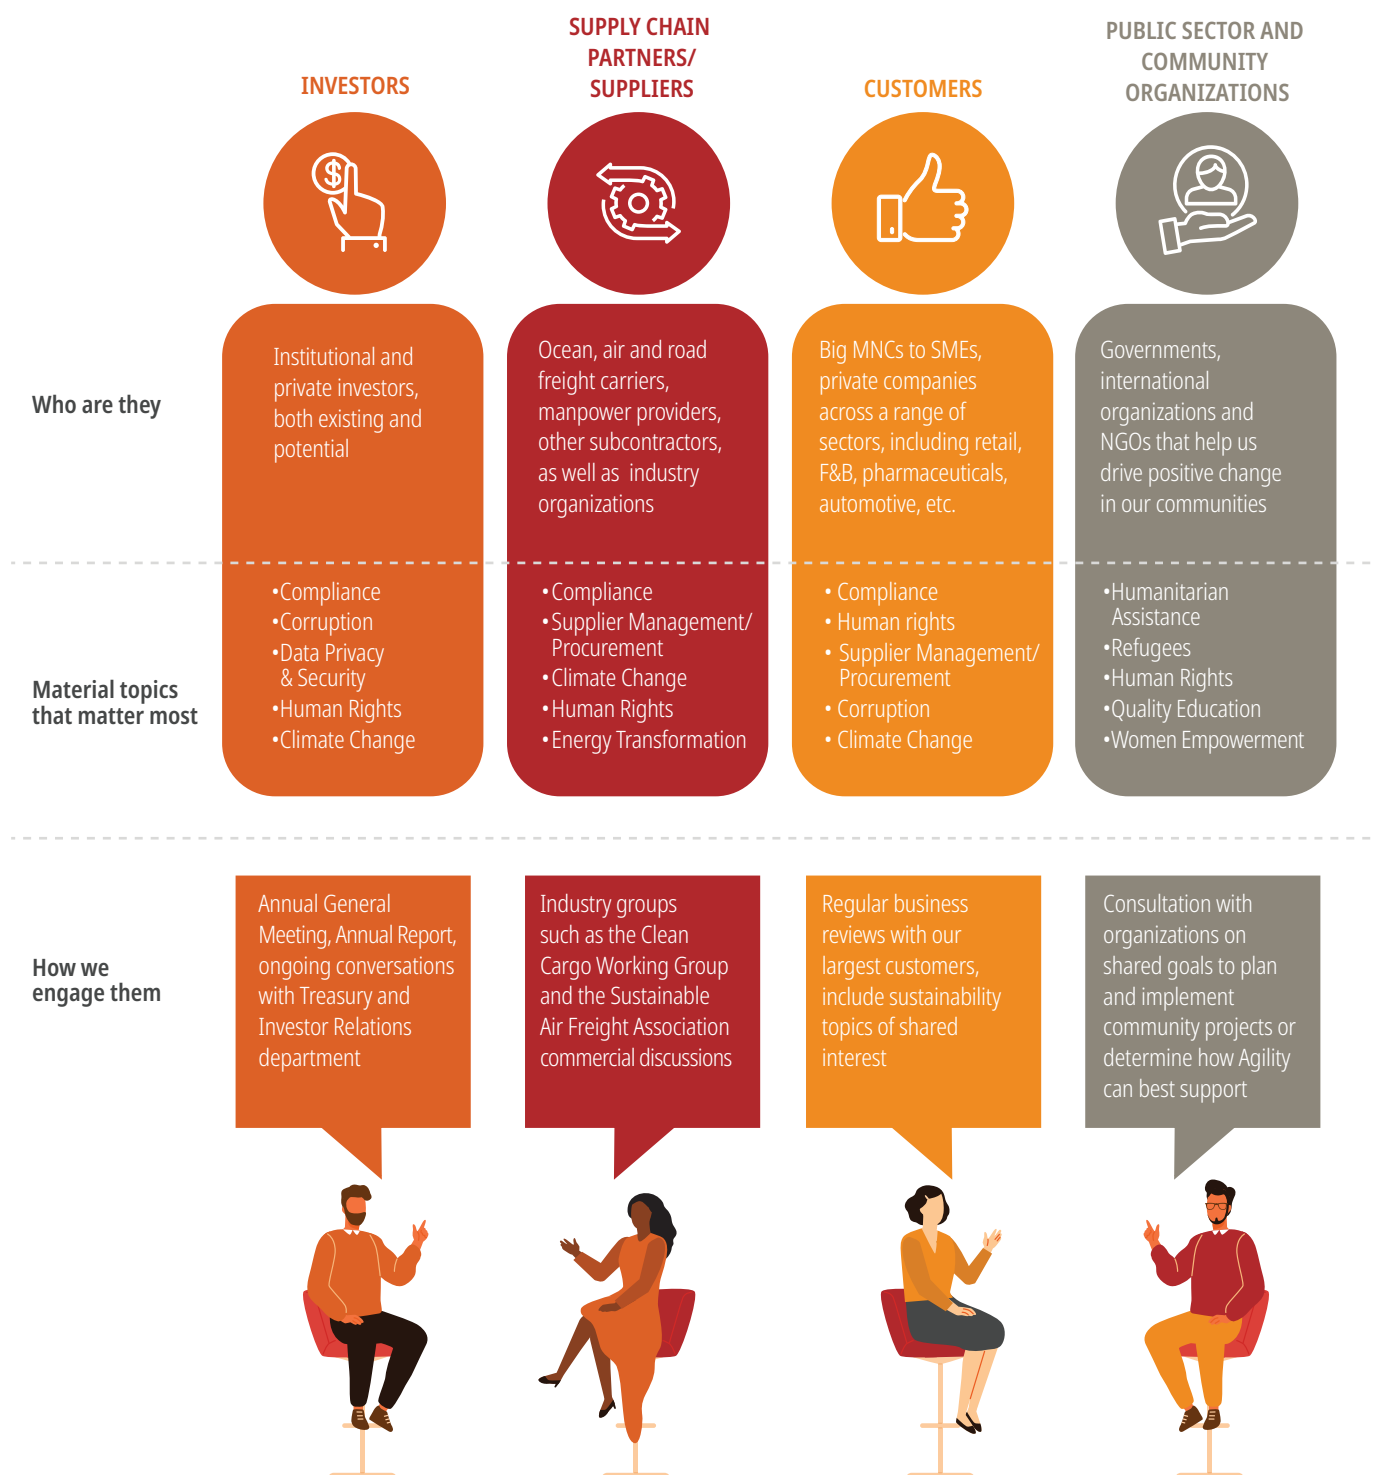 INVESTORS
SUPPLY CHAIN
PARTNERS/
SUPPLIERS
CUSTOMERS
PUBLIC SECTOR AND
COMMUNITY
ORGANIZATIONS
$
Who are they
Institutional and
private investors,
both existing and
potential
Ocean, air and road
freight carriers,
manpower providers,
other subcontractors,
as well as industry
organizations
Big MNCs to SMEs,
private companies
across a range of
sectors, including retail,
F&B, pharmaceuticals,
automotive, etc.
Governments,
international
organizations and
NGOs that help us
drive positive change
in our communities
Material topics
that matter most
•Compliance
•Corruption
•Data Privacy
& Security
•Human Rights
•Climate Change
•Compliance
•Supplier Management/
Procurement
•Climate Change
•Human Rights
•Energy Transformation
• Compliance
• Human rights
• Supplier Management/
Procurement
• Corruption
• Climate Change
•Humanitarian
Assistance
•Refugees
•Human Rights
•Quality Education
•Women Empowerment
How we
engage them
Annual General
Meeting, Annual Report,
ongoing conversations
with Treasury and
Investor Relations
department
Industry groups
such as the Clean
Cargo Working Group
and the Sustainable
Air Freight Association
commercial discussions
Regular business
reviews with our
largest customers,
include sustainability
topics of shared
interest
Consultation with
organizations on
shared goals to plan
and implement
community projects or
determine how Agility
can best support